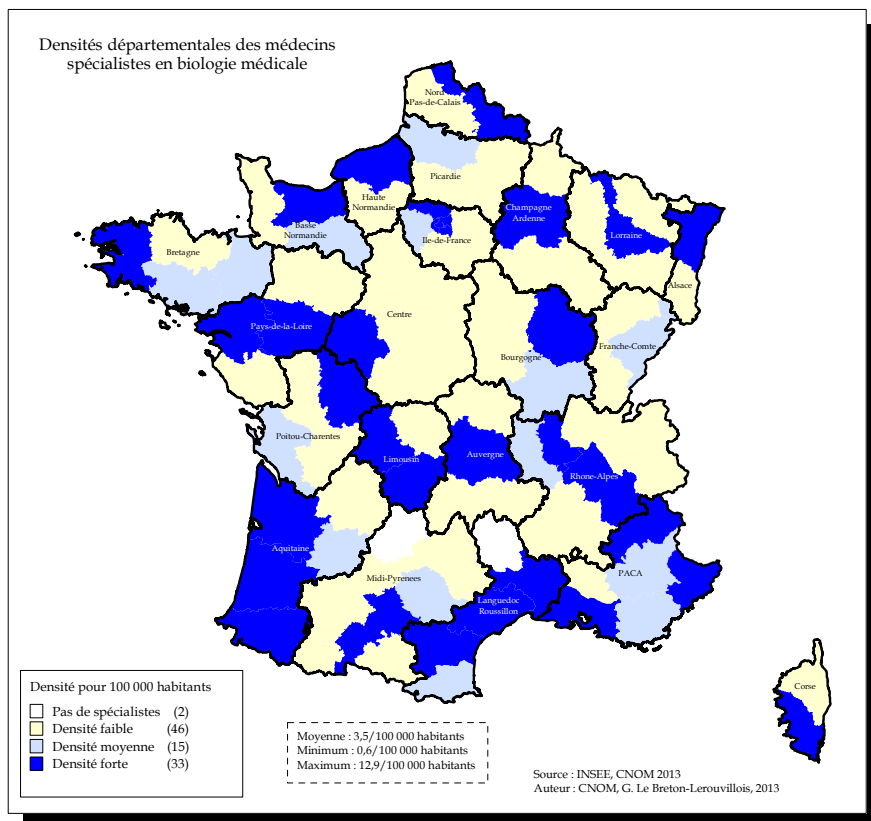 Densités départementales des médecins
spécialistes en biologie médicale
Nord
Pas-de-Calais
Picardie
Haute
Normandie
Basse
Normandie
Champagne
Ardenne
Lorraine
Ile-de-France
Bretagne
Alsace
Centre
Pays-de-la-Loire
Franche-Comte
Bourgogne
Poitou-Charentes
Limousin
Auvergne
Rhone-Alpes
Aquitaine
PACA
Midi-Pyrenees
Languedoc
Roussillon
Corse
Densité pour 100 000 habitants
Pas de spécialistes (2)
Densité faible (46)
Densité moyenne (15)
Densité forte (33)
Moyenne : 3,5/100 000 habitants
Minimum : 0,6/100 000 habitants
Maximum : 12,9/100 000 habitants
Source : INSEE, CNOM 2013
Auteur : CNOM, G. Le Breton-Lerouvillois, 2013